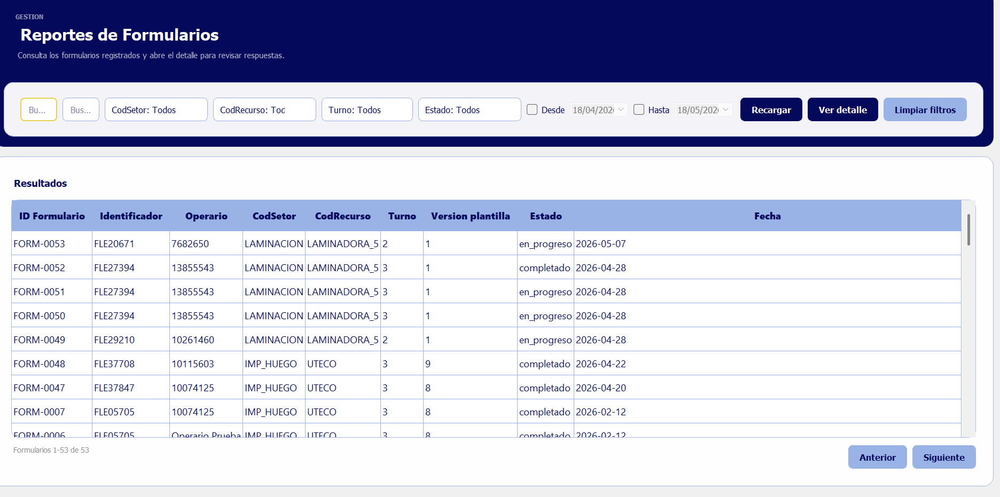 GESTION
Reportes de Formularios
Consulta los formularios registrados y abre el detalle para revisar respuestas.
Bu... Bus... CodSetor: Todos CodRecurso: Tod Turno: Todos Estado: Todos Desde 18/04/202 Hasta 18/05/202 Recargar Ver detalle Limpiar filtros
Resultados
ID Formulario Identificador Operario CodSetor CodRecurso Turno Version plantilla Estado Fecha
FORM-0053 FLE20671 7682650 LAMINACION LAMINADORA_5 2 1 en_progreso 2026-05-07
FORM-0052 FLE27394 13855543 LAMINACION LAMINADORA_5 3 1 completado 2026-04-28
FORM-0051 FLE27394 13855543 LAMINACION LAMINADORA_5 3 1 en_progreso 2026-04-28
FORM-0050 FLE27394 13855543 LAMINACION LAMINADORA_5 3 1 en_progreso 2026-04-28
FORM-0049 FLE29210 10261460 LAMINACION LAMINADORA_5 2 1 en_progreso 2026-04-28
FORM-0048 FLE37708 10115603 IMP_HUEGO UTECO 3 9 completado 2026-04-22
FORM-0047 FLE37847 10074125 IMP_HUEGO UTECO 3 8 completado 2026-04-20
FORM-0007 FLE05705 10074125 IMP_HUEGO UTECO 3 8 completado 2026-02-12
FORM-0006 FLE05705 Operario Prueba IMP_HUEGO UTECO 3 8 completado 2026-02-12
Formularios 1-53 de 53
Anterior Siguiente